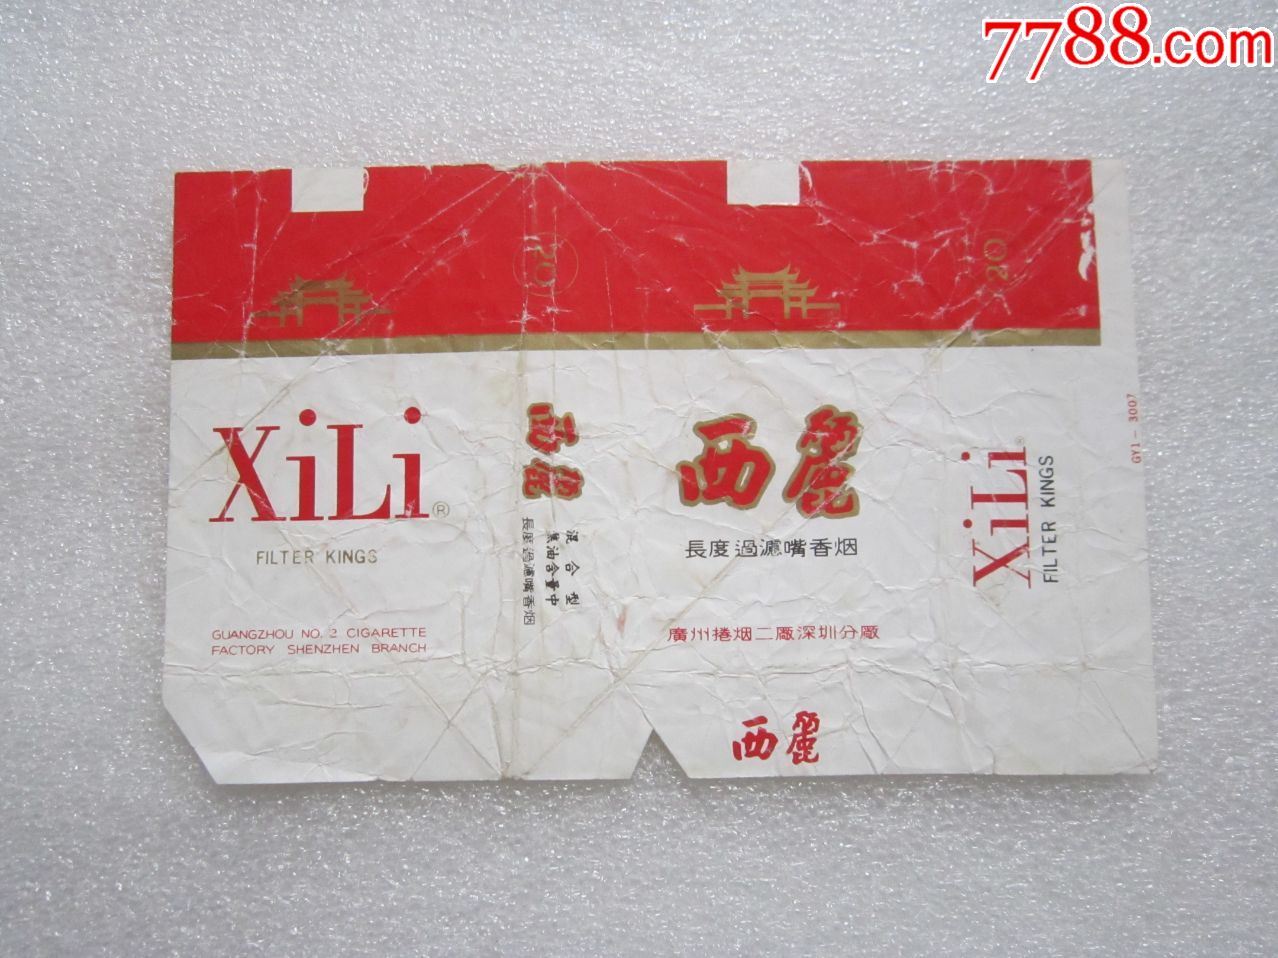 7788.com
20
20
XiLi®
FILTER KINGS
GUANGZHOU NO. 2 CIGARETTE
FACTORY SHENZHEN BRANCH
西麗
混合型
焦油含量中
長度過濾嘴香烟
西麗
長度過濾嘴香烟
廣州捲烟二廠深圳分廠
西麗
XiLi®
FILTER KINGS
GY1-3007